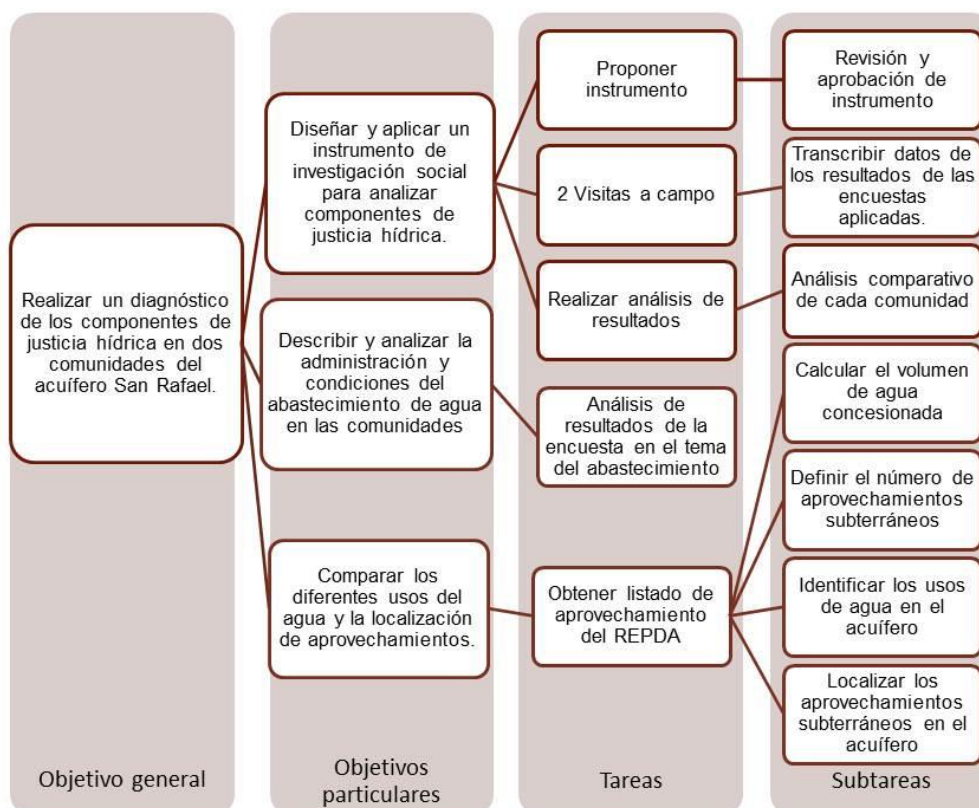 Realizar un diagnóstico
de los componentes de
justicia hídrica en dos
comunidades del
acuífero San Rafael.
Objetivo general
Diseñar y aplicar un
instrumento de
investigación social
para analizar
componentes de
justicia hídrica.
Describir y analizar la
administración y
condiciones del
abastecimiento de agua
en las comunidades
Comparar los
diferentes usos del
agua y la localización
de aprovechamientos.
Objetivos
particulares
Proponer
instrumento
2 Visitas a campo
Realizar análisis de
resultados
Análisis de
resultados de la
encuesta en el tema
del abastecimiento
Obtener listado de
aprovechamiento
del REPDA
Tareas
Revisión y
aprobación de
instrumento
Transcribir datos de
los resultados de las
encuestas
aplicadas.
Análisis comparativo
de cada comunidad
Calcular el volumen
de agua
concesionada
Definir el número de
aprovechamientos
subterráneos
Identificar los usos
de agua en el
acuífero
Localizar los
aprovechamientos
subterráneos en el
acuífero
Subtareas